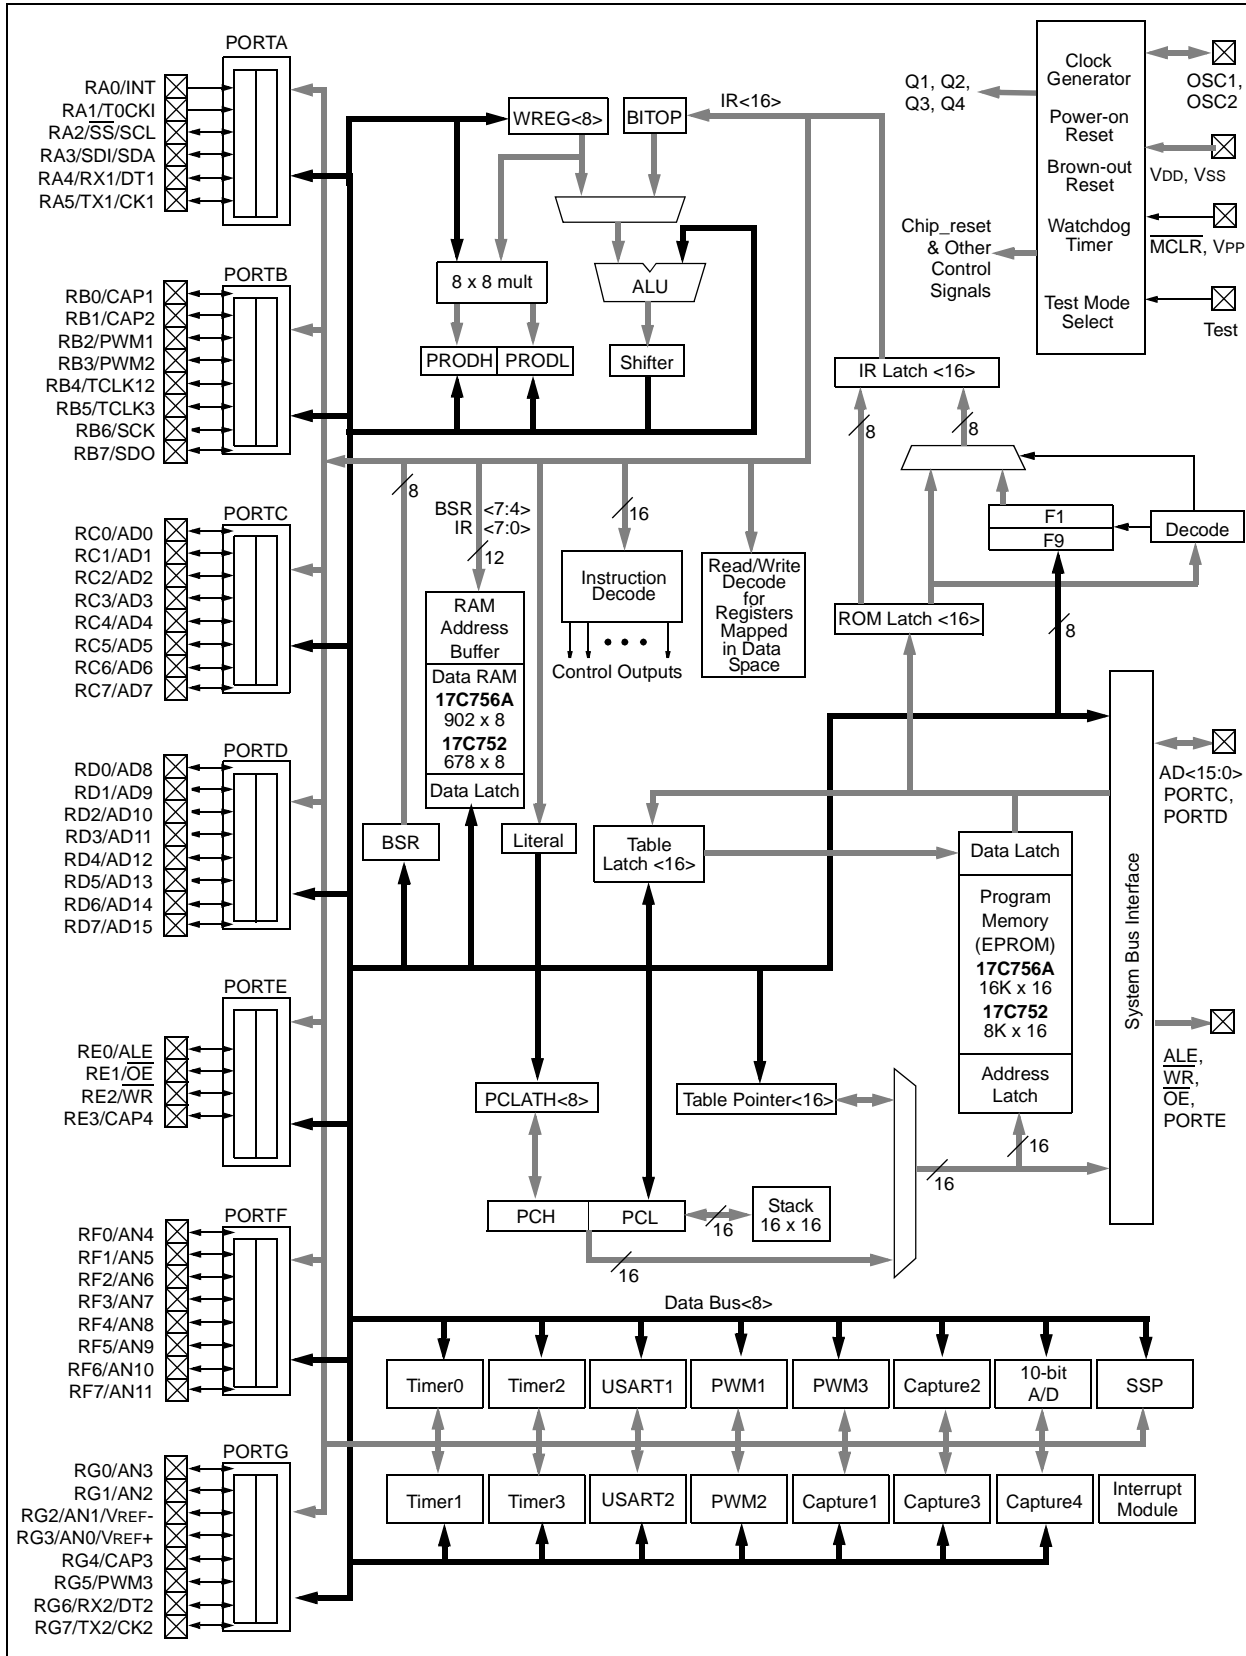 PORTA
RA0/INT
RA1/T0CKI
RA2/SS/SCL
RA3/SDI/SDA
RA4/RX1/DT1
RA5/TX1/CK1
PORTB
RB0/CAP1
RB1/CAP2
RB2/PWM1
RB3/PWM2
RB4/TCLK12
RB5/TCLK3
RB6/SCK
RB7/SDO
PORTC
RC0/AD0
RC1/AD1
RC2/AD2
RC3/AD3
RC4/AD4
RC5/AD5
RC6/AD6
RC7/AD7
PORTD
RD0/AD8
RD1/AD9
RD2/AD10
RD3/AD11
RD4/AD12
RD5/AD13
RD6/AD14
RD7/AD15
PORTE
RE0/ALE
RE1/OE
RE2/WR
RE3/CAP4
PORTF
RF0/AN4
RF1/AN5
RF2/AN6
RF3/AN7
RF4/AN8
RF5/AN9
RF6/AN10
RF7/AN11
PORTG
RG0/AN3
RG1/AN2
RG2/AN1/VREF-
RG3/AN0/VREF+
RG4/CAP3
RG5/PWM3
RG6/RX2/DT2
RG7/TX2/CK2
WREG<8>
BITOP
IR<16>
8 x 8 mult
ALU
PRODH
PRODL
Shifter
Q1, Q2,
Q3, Q4
Chip_reset
& Other
Control
Signals
Clock
Generator
Power-on
Reset
Brown-out
Reset
Watchdog
Timer
Test Mode
Select
OSC1,
OSC2
VDD, VSS
MCLR, VPP
Test
IR Latch <16>
8
8
F1
F9
Decode
ROM Latch <16>
8
8
BSR <7:4>
IR <7:0>
12
16
RAM
Address
Buffer
Data RAM
17C756A
902 x 8
17C752
678 x 8
Data Latch
Instruction
Decode
Control Outputs
Read/Write
Decode
for
Registers
Mapped
in Data
Space
BSR
Literal
Table
Latch <16>
Data Latch
Program
Memory
(EPROM)
17C756A
16K x 16
17C752
8K x 16
Address
Latch
System Bus Interface
AD<15:0>
PORTC,
PORTD
ALE,
WR,
OE,
PORTE
PCLATH<8>
Table Pointer<16>
16
16
PCH
PCL
16
Stack
16 x 16
16
Data Bus<8>
Timer0
Timer2
USART1
PWM1
PWM3
Capture2
10-bit
A/D
SSP
Timer1
Timer3
USART2
PWM2
Capture1
Capture3
Capture4
Interrupt
Module